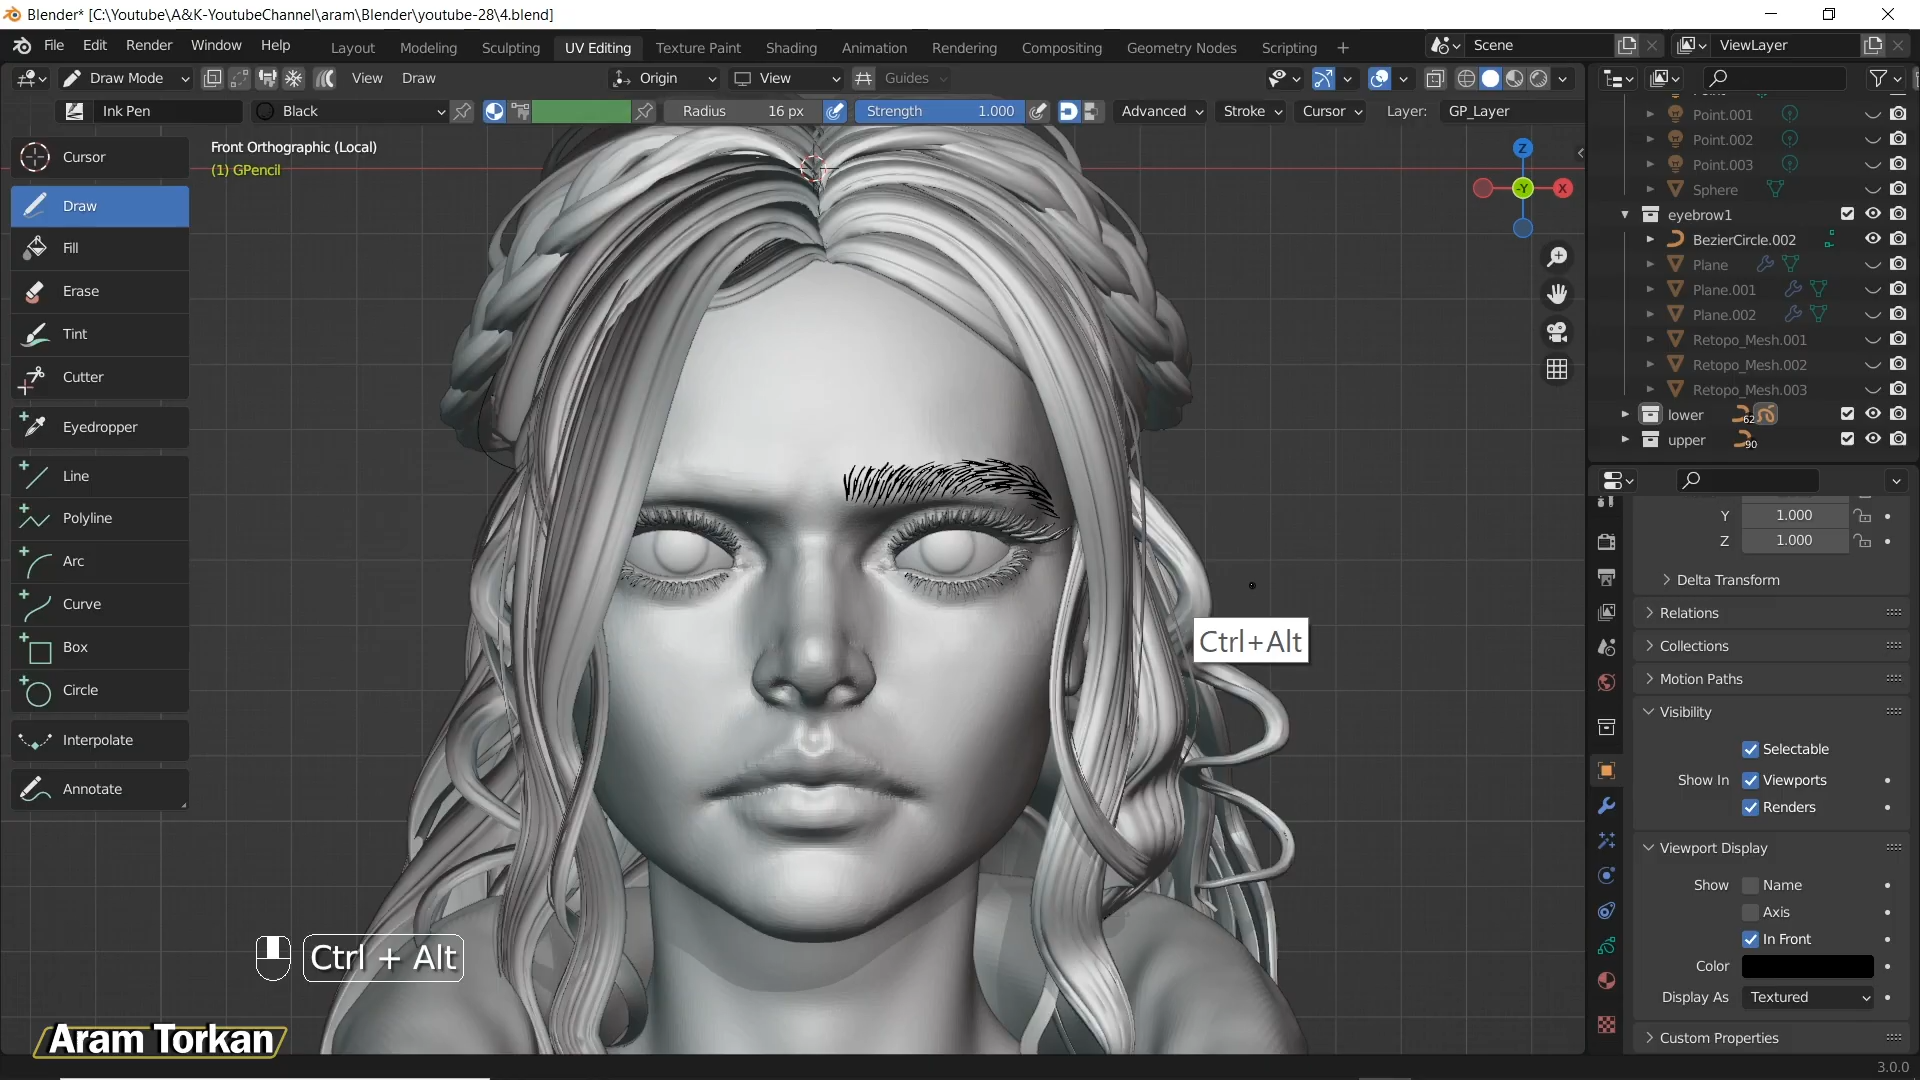 Blender* [C:\Youtube\A&K-YoutubeChannel\aram\Blender\youtube-28\4.blend]
File Edit Render Window Help Layout Modeling Sculpting UV Editing Texture Paint Shading Animation Rendering Compositing Geometry Nodes Scripting + Scene ViewLayer
Draw Mode View Draw Origin View Guides
Ink Pen Black Radius 16 px Strength 1.000 Advanced Stroke Cursor Layer: GP_Layer
Front Orthographic (Local)
(1) GPencil
Cursor
Draw
Fill
Erase
Tint
Cutter
Eyedropper
Line
Polyline
Arc
Curve
Box
Circle
Interpolate
Annotate
Z
-Y
X
Ctrl+Alt
Ctrl + Alt
Aram Torkan
Point.001
Point.002
Point.003
Sphere
eyebrow1
BezierCircle.002
Plane
Plane.001
Plane.002
Retopo_Mesh.001
Retopo_Mesh.002
Retopo_Mesh.003
lower 62
upper 90
Y 1.000
Z 1.000
Delta Transform
Relations
Collections
Motion Paths
Visibility
Selectable
Show In Viewports
Renders
Viewport Display
Show Name
Axis
In Front
Color
Display As Textured
Custom Properties
3.0.0